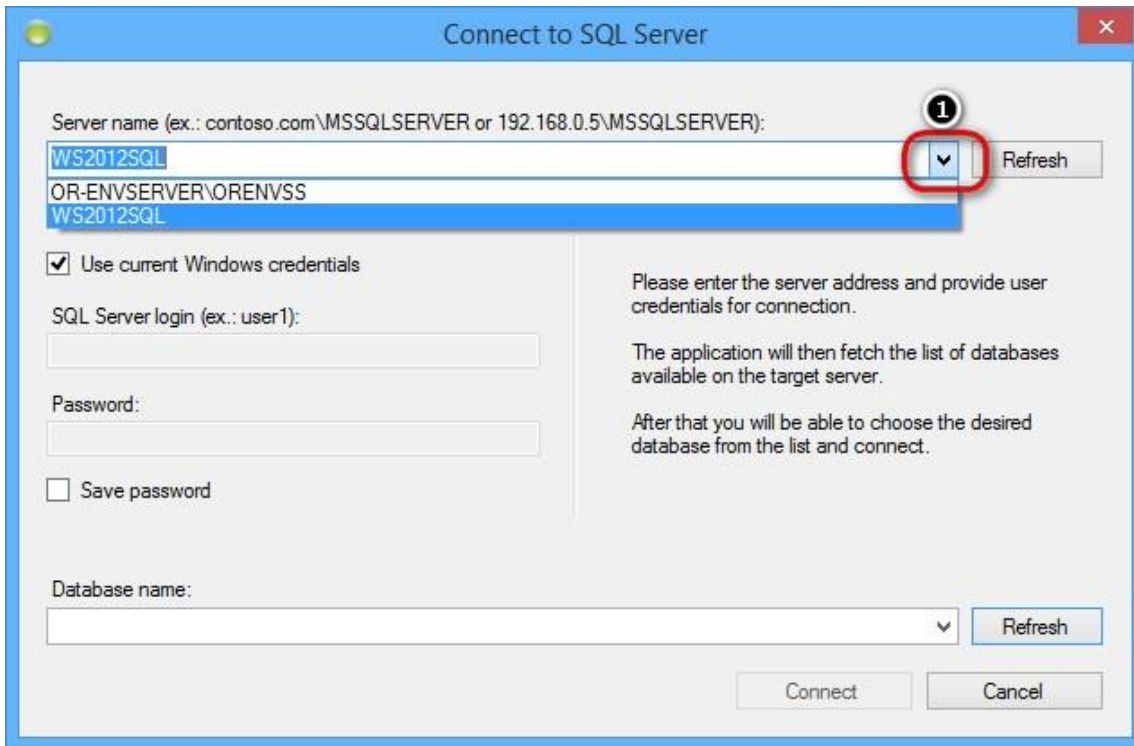 Connect to SQL Server
1
Server name (ex.: contoso.com\MSSQLSERVER or 192.168.0.5\MSSQLSERVER):
WS2012SQL
Refresh
OR-ENVSERVER\ORENVSS
WS2012SQL
Use current Windows credentials
SQL Server login (ex.: user1):
Password:
Save password
Please enter the server address and provide user
credentials for connection.
The application will then fetch the list of databases
available on the target server.
After that you will be able to choose the desired
database from the list and connect.
Database name:
Refresh
Connect
Cancel